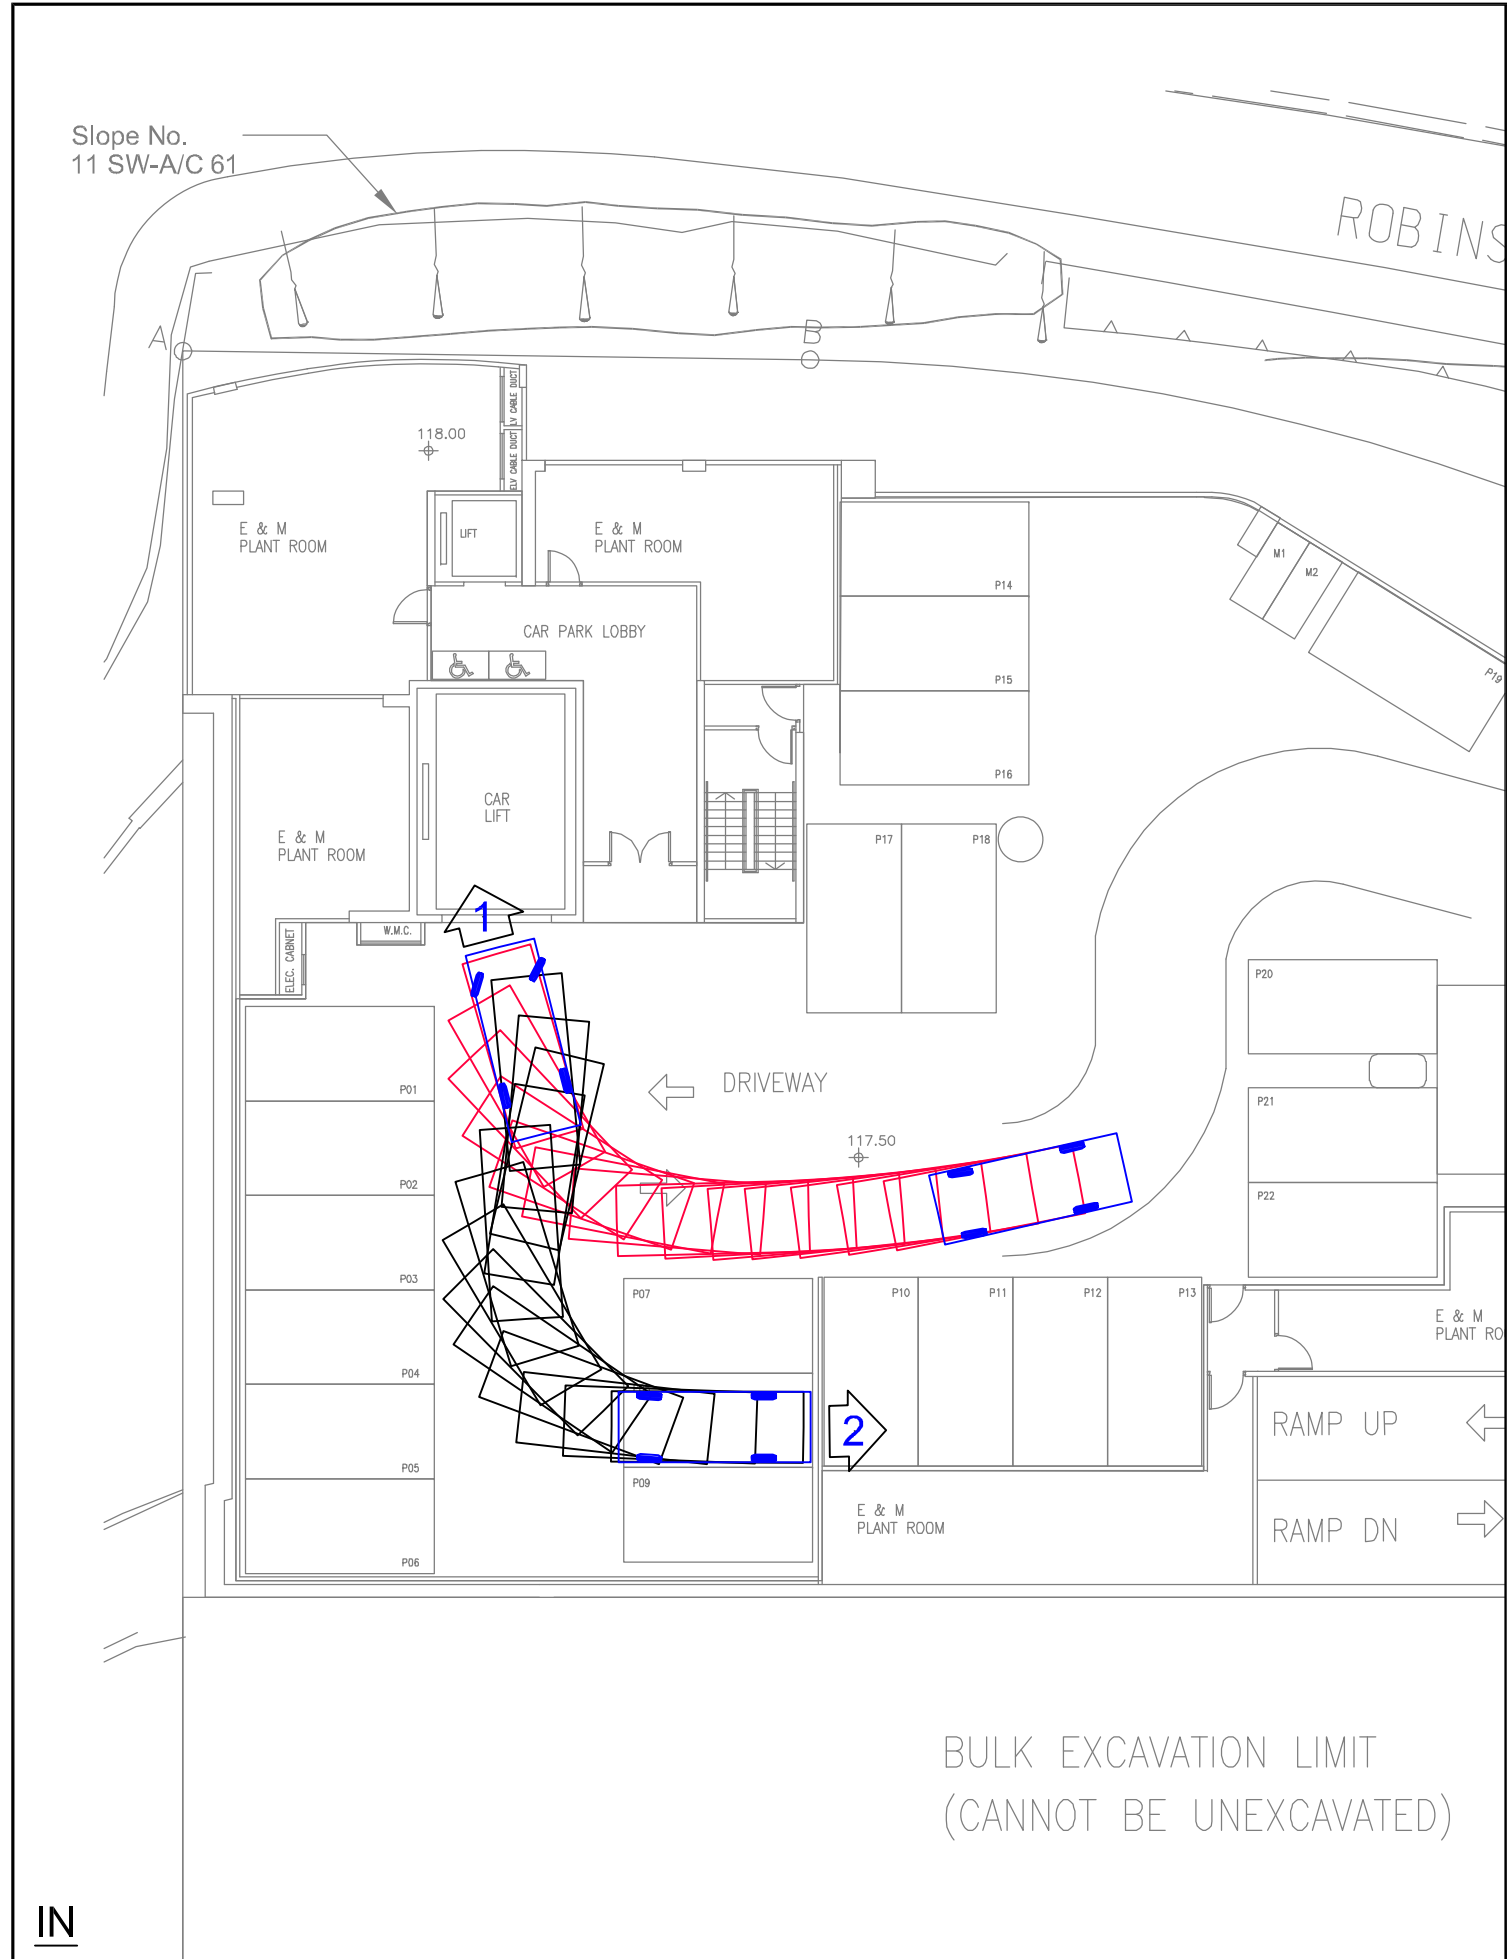 Slope No.
11 SW-A/C 61
ROBINS
A
B
118.00
LV CABLE DUCT
ELV CABLE DUCT
E & M
PLANT ROOM
LIFT
E & M
PLANT ROOM
P14
M1
M2
CAR PARK LOBBY
P15
P19
P16
CAR
LIFT
E & M
PLANT ROOM
P17
P18
1
W.M.C.
ELEC. CABNET
P20
DRIVEWAY
P01
P21
117.50
P02
P22
P03
P07
P10
P11
P12
P13
E & M
PLANT RO
P04
2
RAMP UP
P05
P09
E & M
PLANT ROOM
RAMP DN
P06
BULK EXCAVATION LIMIT
(CANNOT BE UNEXCAVATED)
IN